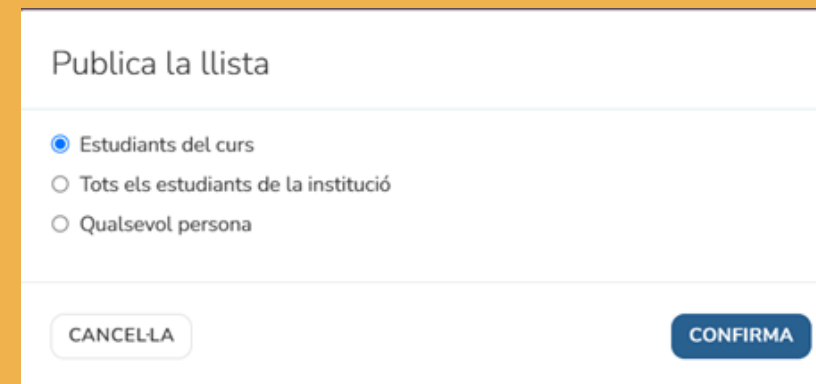 Publica la llista
Estudiants del curs
Tots els estudiants de la institució
Qualsevol persona
CANCEL·LA
CONFIRMA